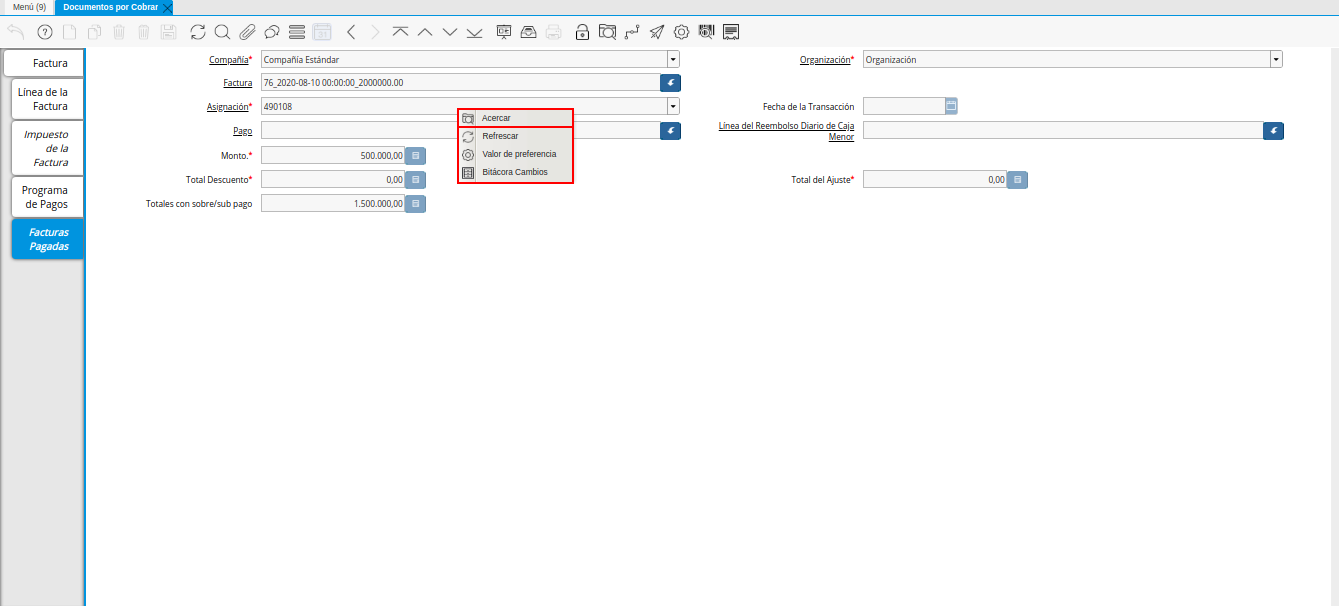 Menú (9)
Documentos por Cobrar
Factura
Línea de la
Factura
Impuesto
de la
Factura
Programa
de Pagos
Facturas
Pagadas
Compañía*
Compañía Estándar
Organización*
Organización
Factura
76_2020-08-10 00:00:00_2000000.00
Asignación*
490108
Fecha de la Transacción
Pago
Línea del Reembolso Diario de Caja
Menor
Monto.*
500.000,00
Total Descuento*
0,00
Total del Ajuste*
0,00
Totales con sobre/sub pago
1.500.000,00
Acercar
Refrescar
Valor de preferencia
Bitácora Cambios